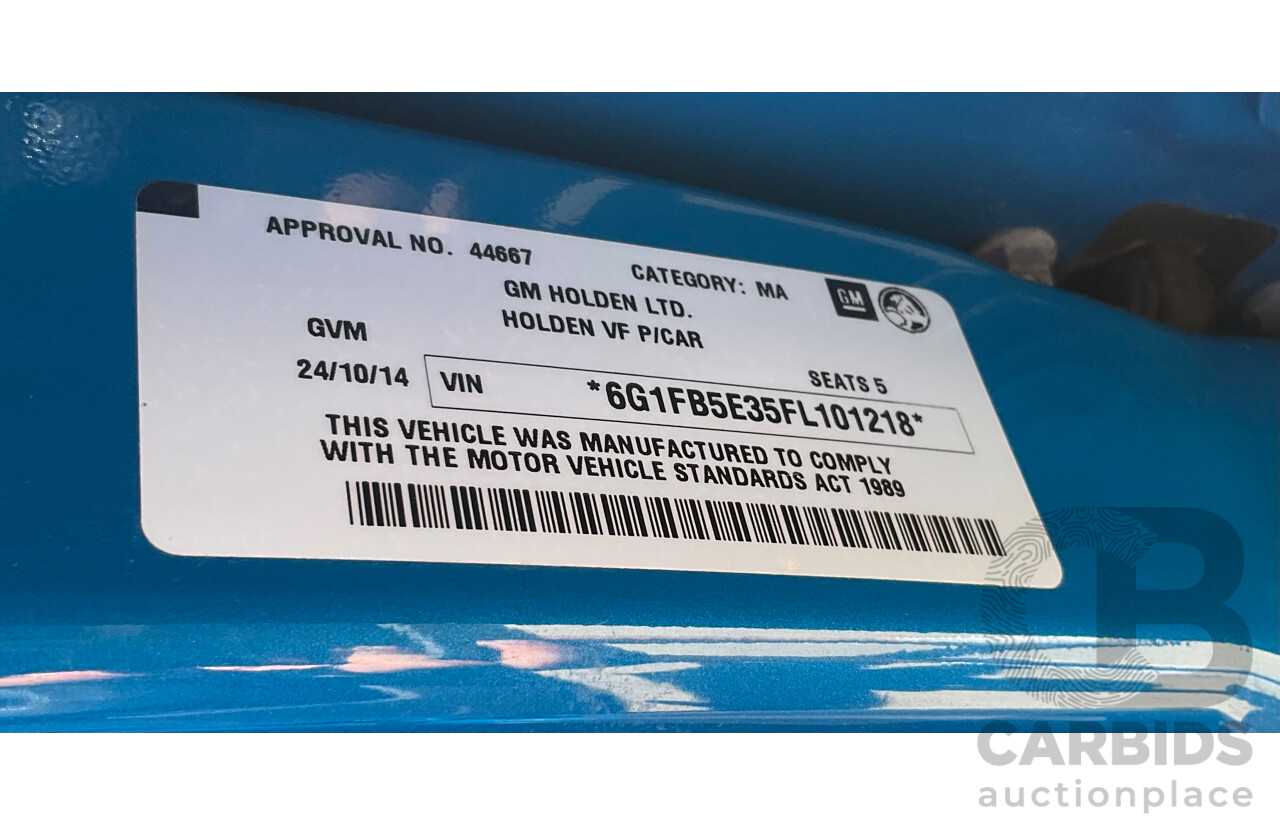 APPROVAL NO. 44667
CATEGORY: MA
GM
GM HOLDEN LTD.
HOLDEN VF P/CAR
GVM
SEATS 5
24/10/14
VIN *6G1FB5E35FL101218*
THIS VEHICLE WAS MANUFACTURED TO COMPLY
WITH THE MOTOR VEHICLE STANDARDS ACT 1989
CB
CARBIDS
auctionplace